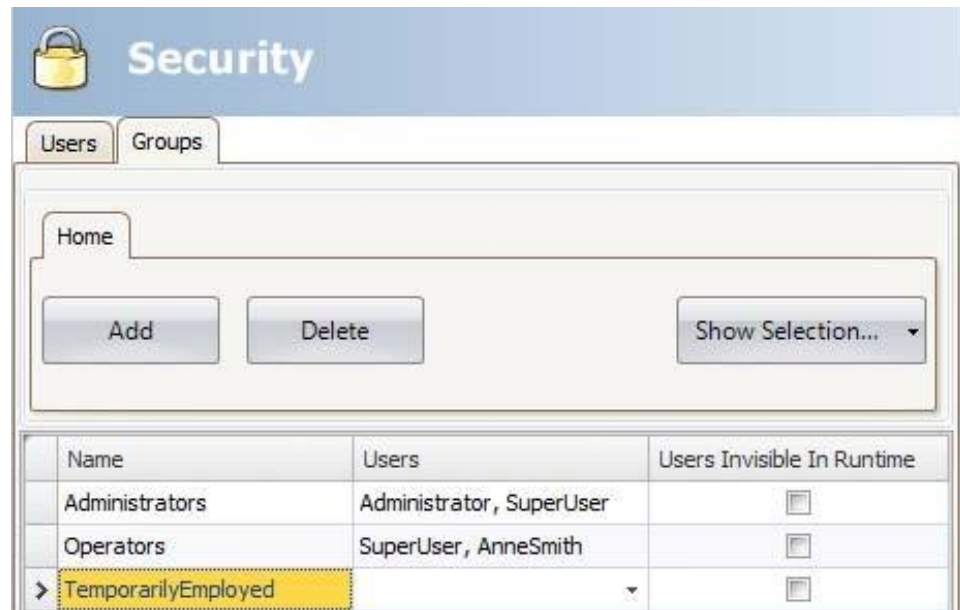 Security
Users Groups
Home
Add Delete Show Selection...
Name Users Users Invisible In Runtime
Administrators Administrator, SuperUser
Operators SuperUser, AnneSmith
TemporarilyEmployed